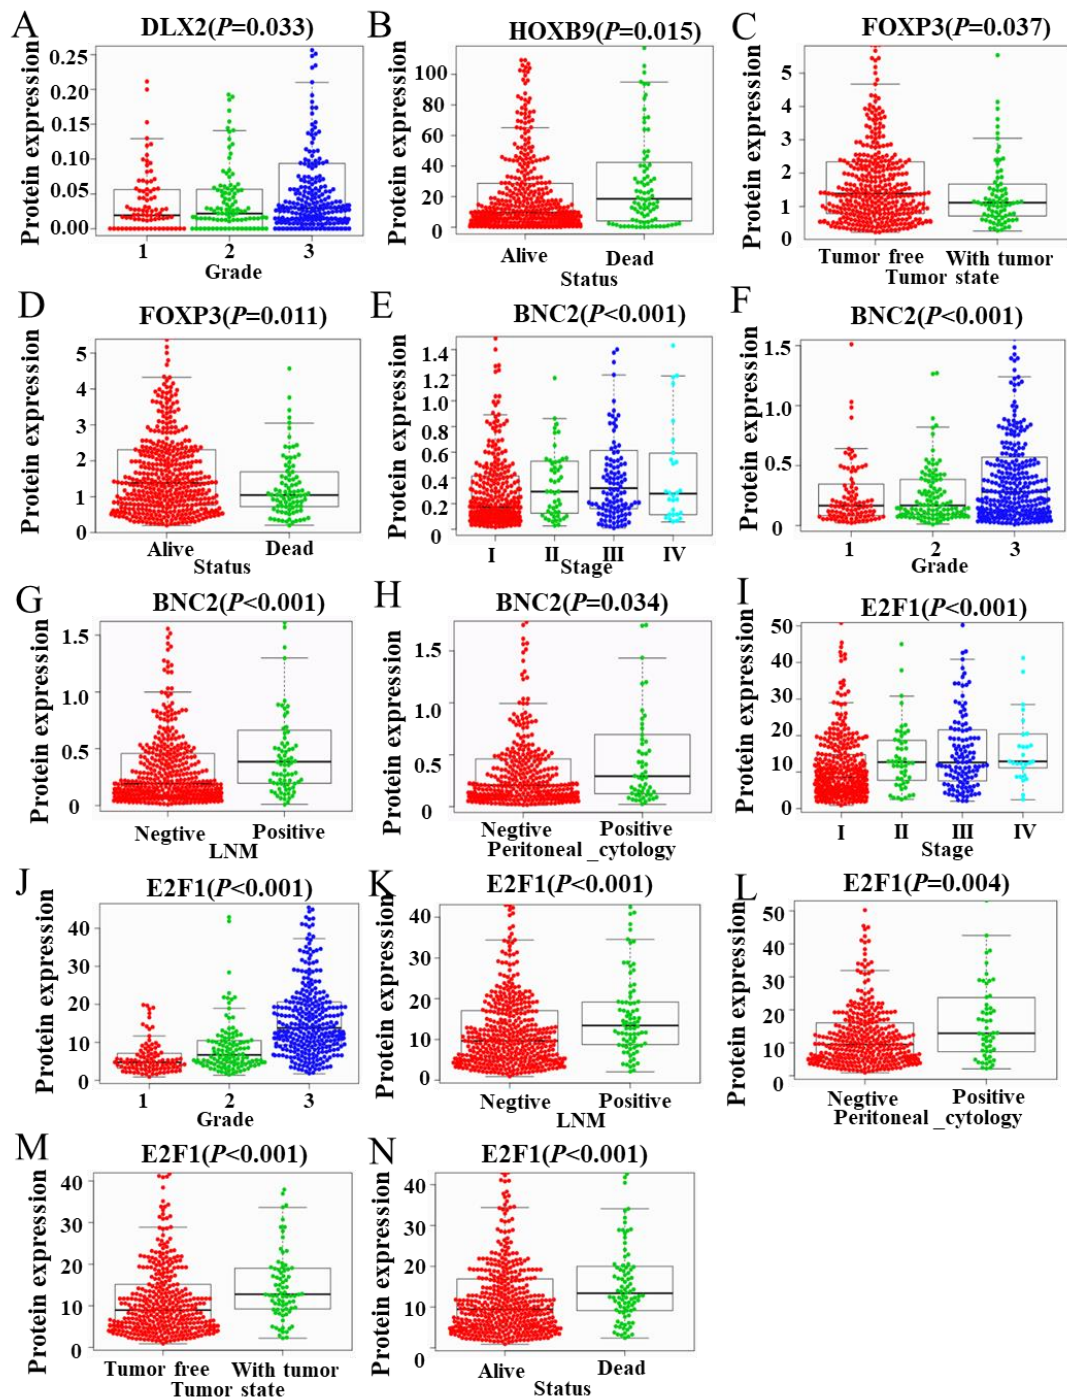 A
DLX2(P=0.033)
Protein expression
0.25
0.20
0.15
0.10
0.05
0.00
1 2 3
Grade
B
HOXB9(P=0.015)
Protein expression
100
80
60
40
20
0
Alive Dead
Status
C
FOXP3(P=0.037)
Protein expression
5
4
3
2
1
0
Tumor free With tumor
Tumor state
D
FOXP3(P=0.011)
Protein expression
5
4
3
2
1
0
Alive Dead
Status
E
BNC2(P<0.001)
Protein expression
1.4
1.2
1.0
0.8
0.6
0.4
0.2
0
I II III IV
Stage
F
BNC2(P<0.001)
Protein expression
1.5
1.0
0.5
0
1 2 3
Grade
G
BNC2(P<0.001)
Protein expression
1.5
1.0
0.5
0
Negtive Positive
LNM
H
BNC2(P=0.034)
Protein expression
1.5
1.0
0.5
0
Negtive Positive
Peritoneal_cytology
I
E2F1(P<0.001)
Protein expression
50
40
30
20
10
0
I II III IV
Stage
J
E2F1(P<0.001)
Protein expression
40
30
20
10
0
1 2 3
Grade
K
E2F1(P<0.001)
Protein expression
40
30
20
10
0
Negtive Positive
LNM
L
E2F1(P=0.004)
Protein expression
50
40
30
20
10
0
Negtive Positive
Peritoneal_cytology
M
E2F1(P<0.001)
Protein expression
40
30
20
10
0
Tumor free With tumor
Tumor state
N
E2F1(P<0.001)
Protein expression
40
30
20
10
0
Alive Dead
Status